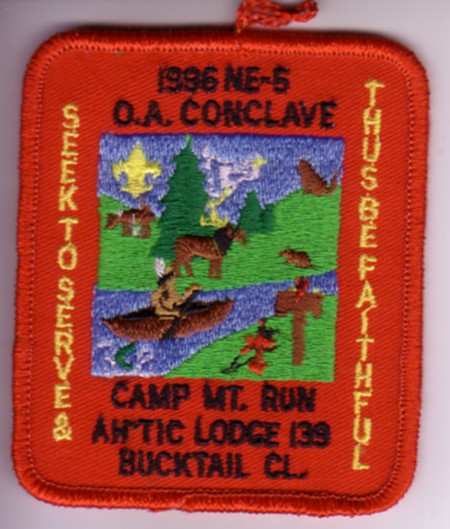 1996 NE-5
O.A. CONCLAVE
SEEK TO SERVE &
THUS BE FAITHFUL
CAMP MT. RUN
AH'TIC LODGE 139
BUCKTAIL CL.